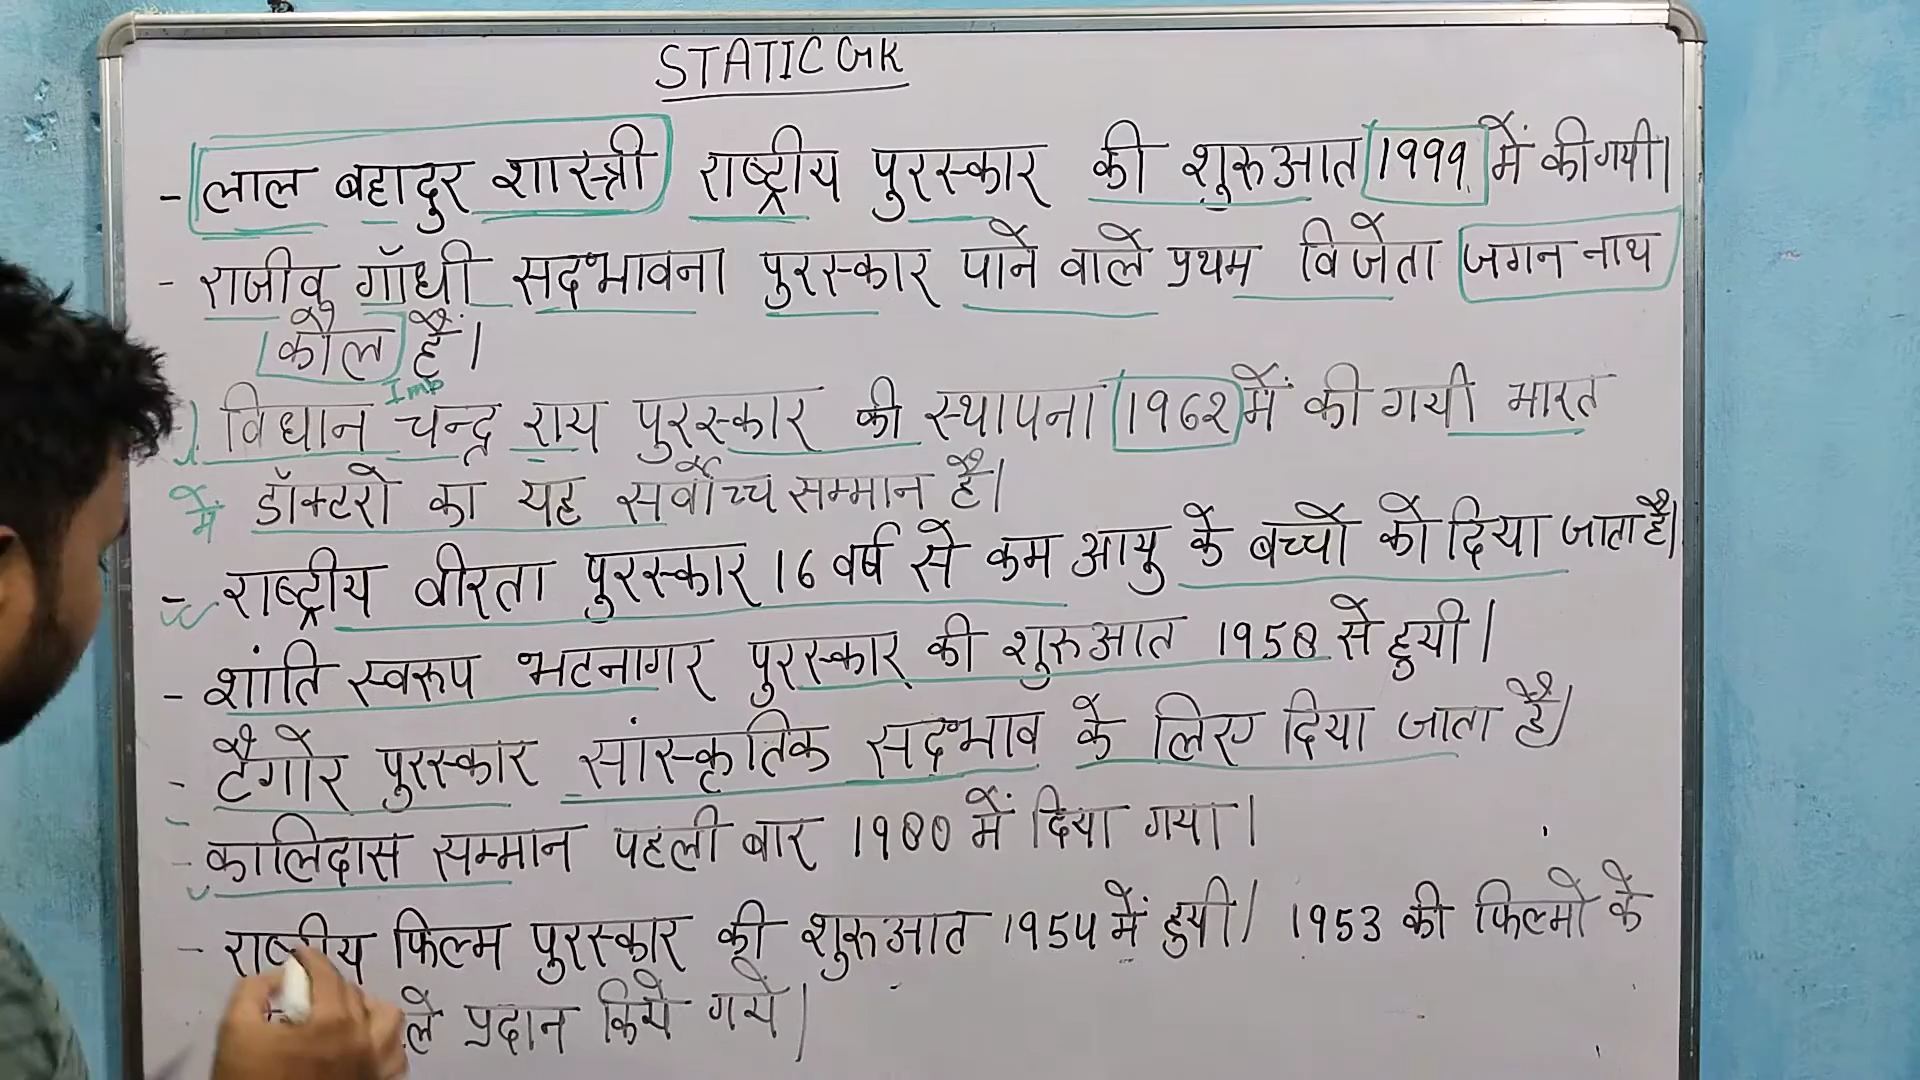 STATIC GK
- लाल बहादुर शास्त्री राष्ट्रीय पुरस्कार की शुरुआत 1999 में की गयी।
- राजीव गाँधी सदभावना पुरस्कार पाने वाले प्रथम विजेता जगन नाथ
कौल हैं।
Imp
- विधान चन्द्र राय पुरस्कार की स्थापना 1962 में की गयी भारत
में डॉक्टरो का यह सर्वोच्च सम्मान है।
- राष्ट्रीय वीरता पुरस्कार 16 वर्ष से कम आयु के बच्चों को दिया जाता है।
- शांति स्वरूप भटनागर पुरस्कार की शुरुआत 1958 से हुयी।
- टैगोर पुरस्कार सांस्कृतिक सदभाव के लिए दिया जाता है।
- कालिदास सम्मान पहली बार 1980 में दिया गया।
- राष्ट्रीय फिल्म पुरस्कार की शुरुआत 1954 में हुयी। 1953 की फिल्मो के
प्रदान किये गये।